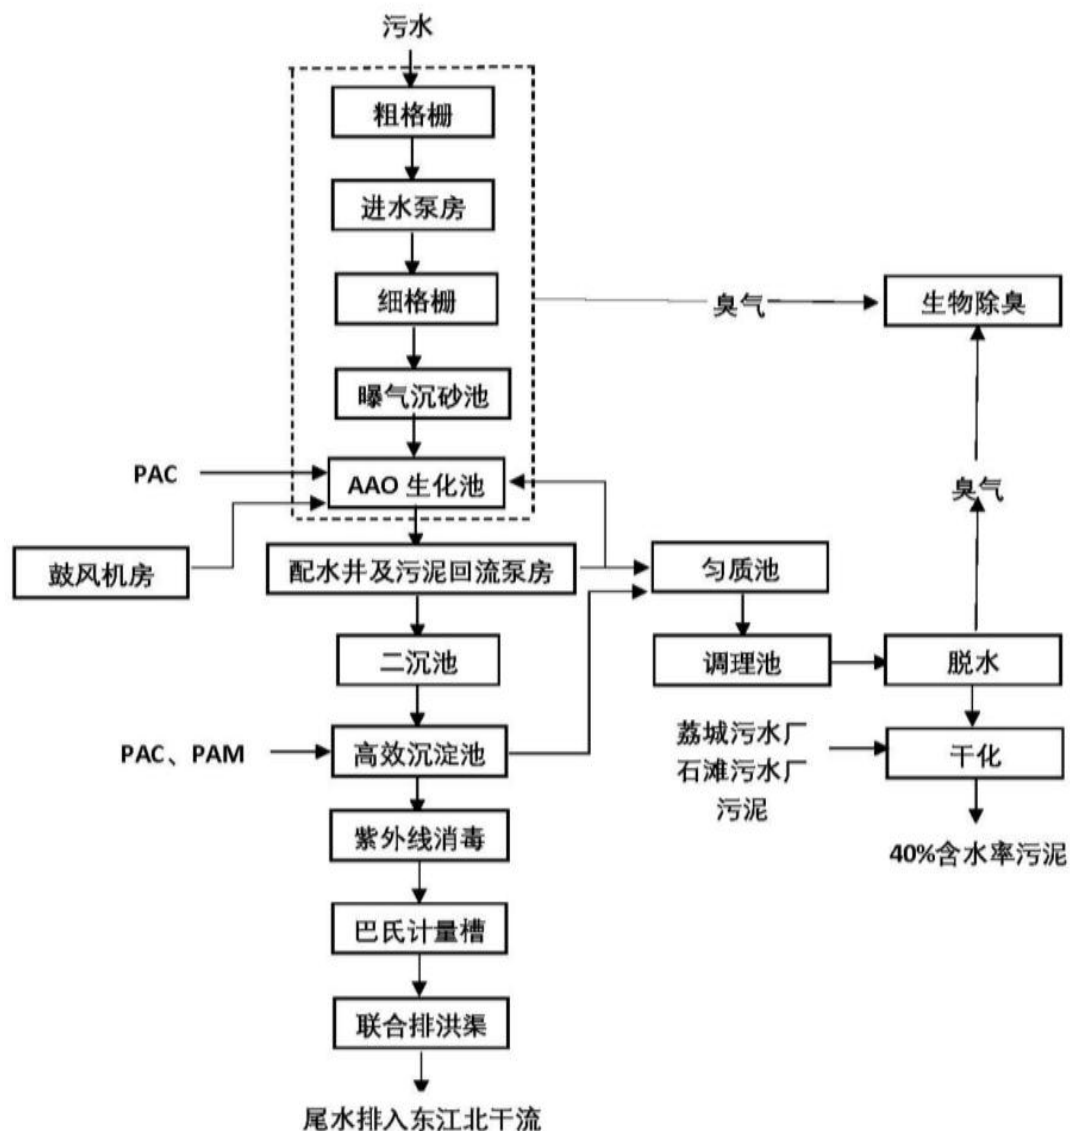 污水
粗格栅
进水泵房
细格栅
臭气
生物除臭
曝气沉砂池
PAC
AAO 生化池
臭气
鼓风机房
配水井及污泥回流泵房
匀质池
二沉池
调理池
脱水
PAC、PAM
高效沉淀池
荔城污水厂
石滩污水厂
污泥
干化
紫外线消毒
40%含水率污泥
巴氏计量槽
联合排洪渠
尾水排入东江北干流